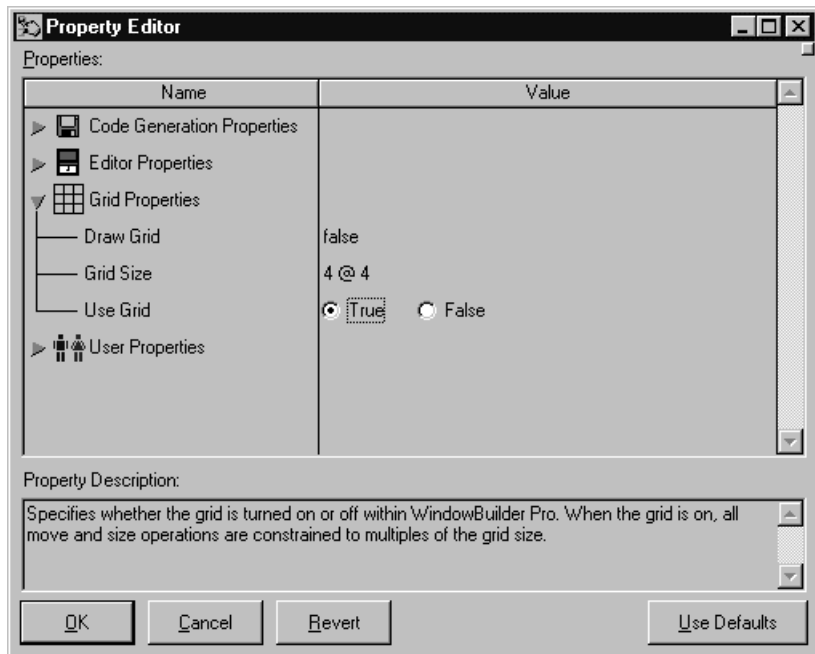 Property Editor
Properties:
Name Value
Code Generation Properties
Editor Properties
Grid Properties
Draw Grid false
Grid Size 4 @ 4
Use Grid True False
User Properties
Property Description:
Specifies whether the grid is turned on or off within WindowBuilder Pro. When the grid is on, all
move and size operations are constrained to multiples of the grid size.
OK Cancel Revert Use Defaults